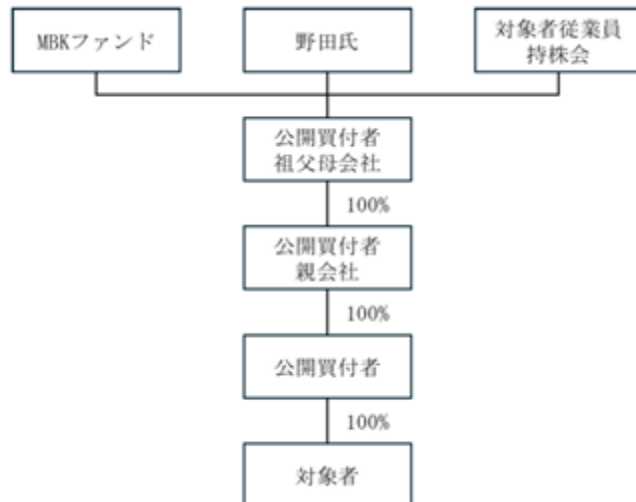 MBKファンド
野田氏
対象者従業員
持株会
公開買付者
祖父母会社
100%
公開買付者
親会社
100%
公開買付者
100%
対象者